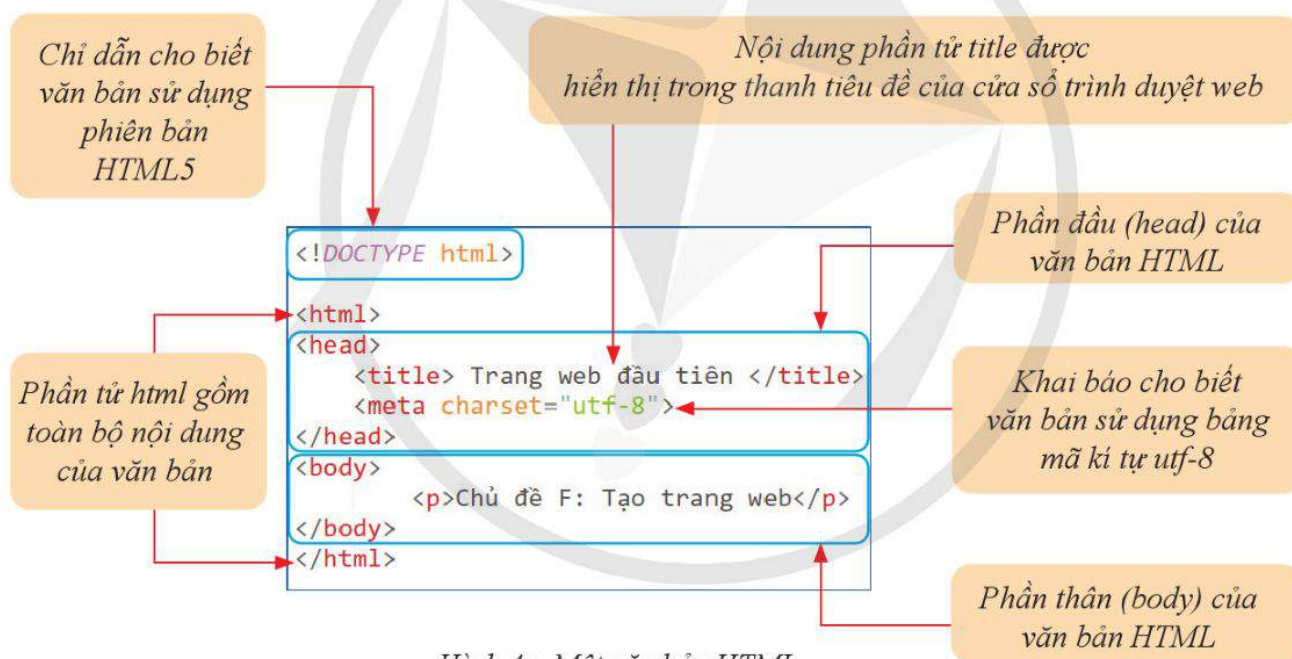 Chỉ dẫn cho biết
văn bản sử dụng
phiên bản
HTML5
Nội dung phần tử title được
hiển thị trong thanh tiêu đề của cửa sổ trình duyệt web
Phần đầu (head) của
văn bản HTML
<!DOCTYPE html>
<html>
<head>
<title> Trang web đầu tiên </title>
<meta charset="utf-8">
</head>
<body>
<p>Chủ đề F: Tạo trang web</p>
</body>
</html>
Phần tử html gồm
toàn bộ nội dung
của văn bản
Khai báo cho biết
văn bản sử dụng bảng
mã kí tự utf-8
Phần thân (body) của
văn bản HTML
Một văn bản HTML